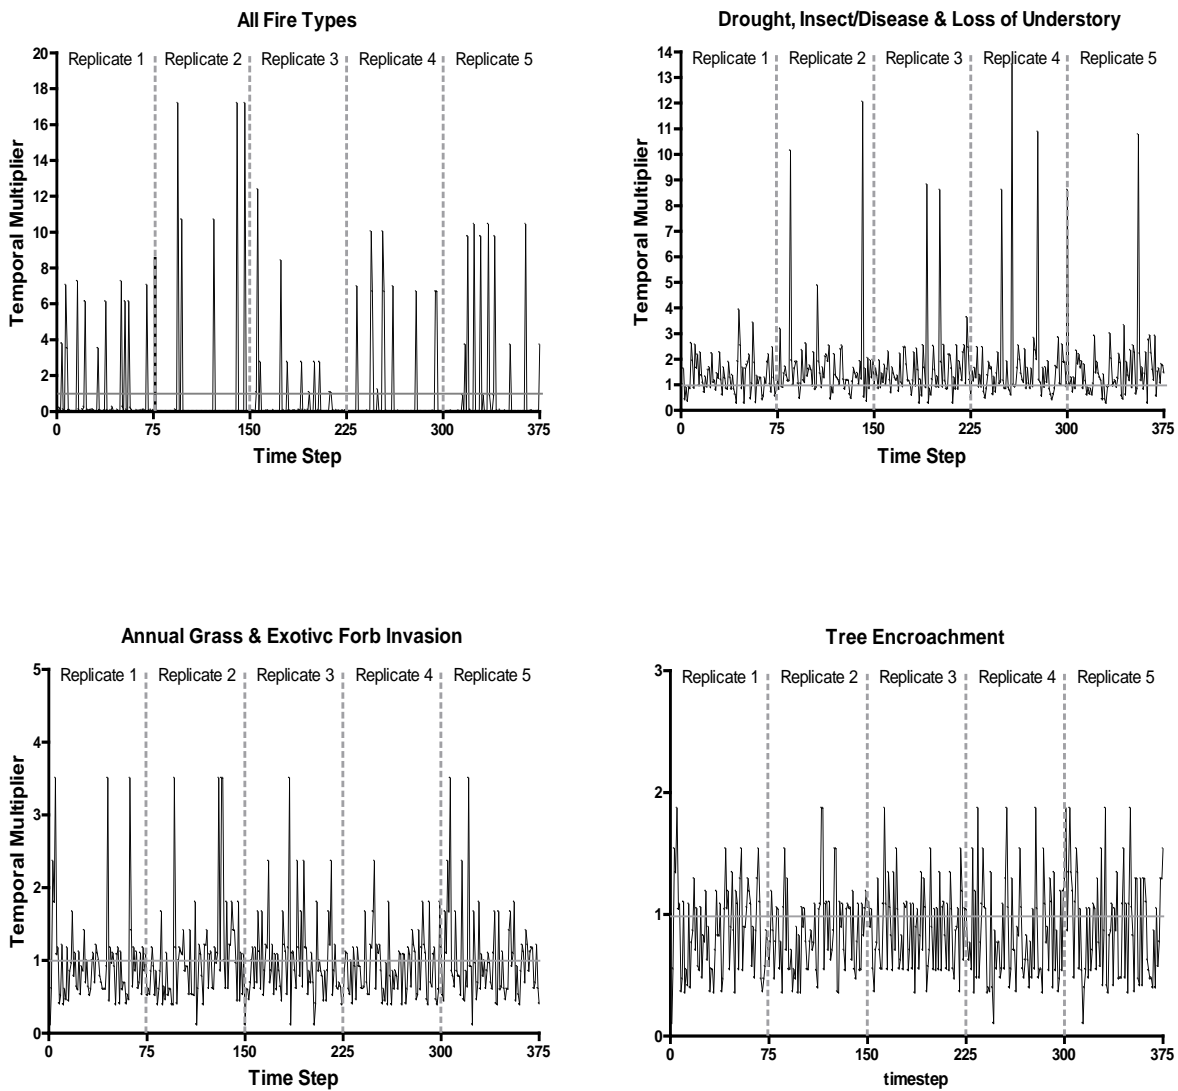 All Fire Types
Temporal Multiplier
20
18
16
14
12
10
8
6
4
2
0
Replicate 1 Replicate 2 Replicate 3 Replicate 4 Replicate 5
0 75 150 225 300 375
Time Step
Drought, Insect/Disease & Loss of Understory
Temporal Multiplier
14
13
12
11
10
9
8
7
6
5
4
3
2
1
0
Replicate 1 Replicate 2 Replicate 3 Replicate 4 Replicate 5
0 75 150 225 300 375
Time Step
Annual Grass & Exotivc Forb Invasion
Temporal Multiplier
5
4
3
2
1
0
Replicate 1 Replicate 2 Replicate 3 Replicate 4 Replicate 5
0 75 150 225 300 375
Time Step
Tree Encroachment
3
2
1
0
Replicate 1 Replicate 2 Replicate 3 Replicate 4 Replicate 5
0 75 150 225 300 375
timestep